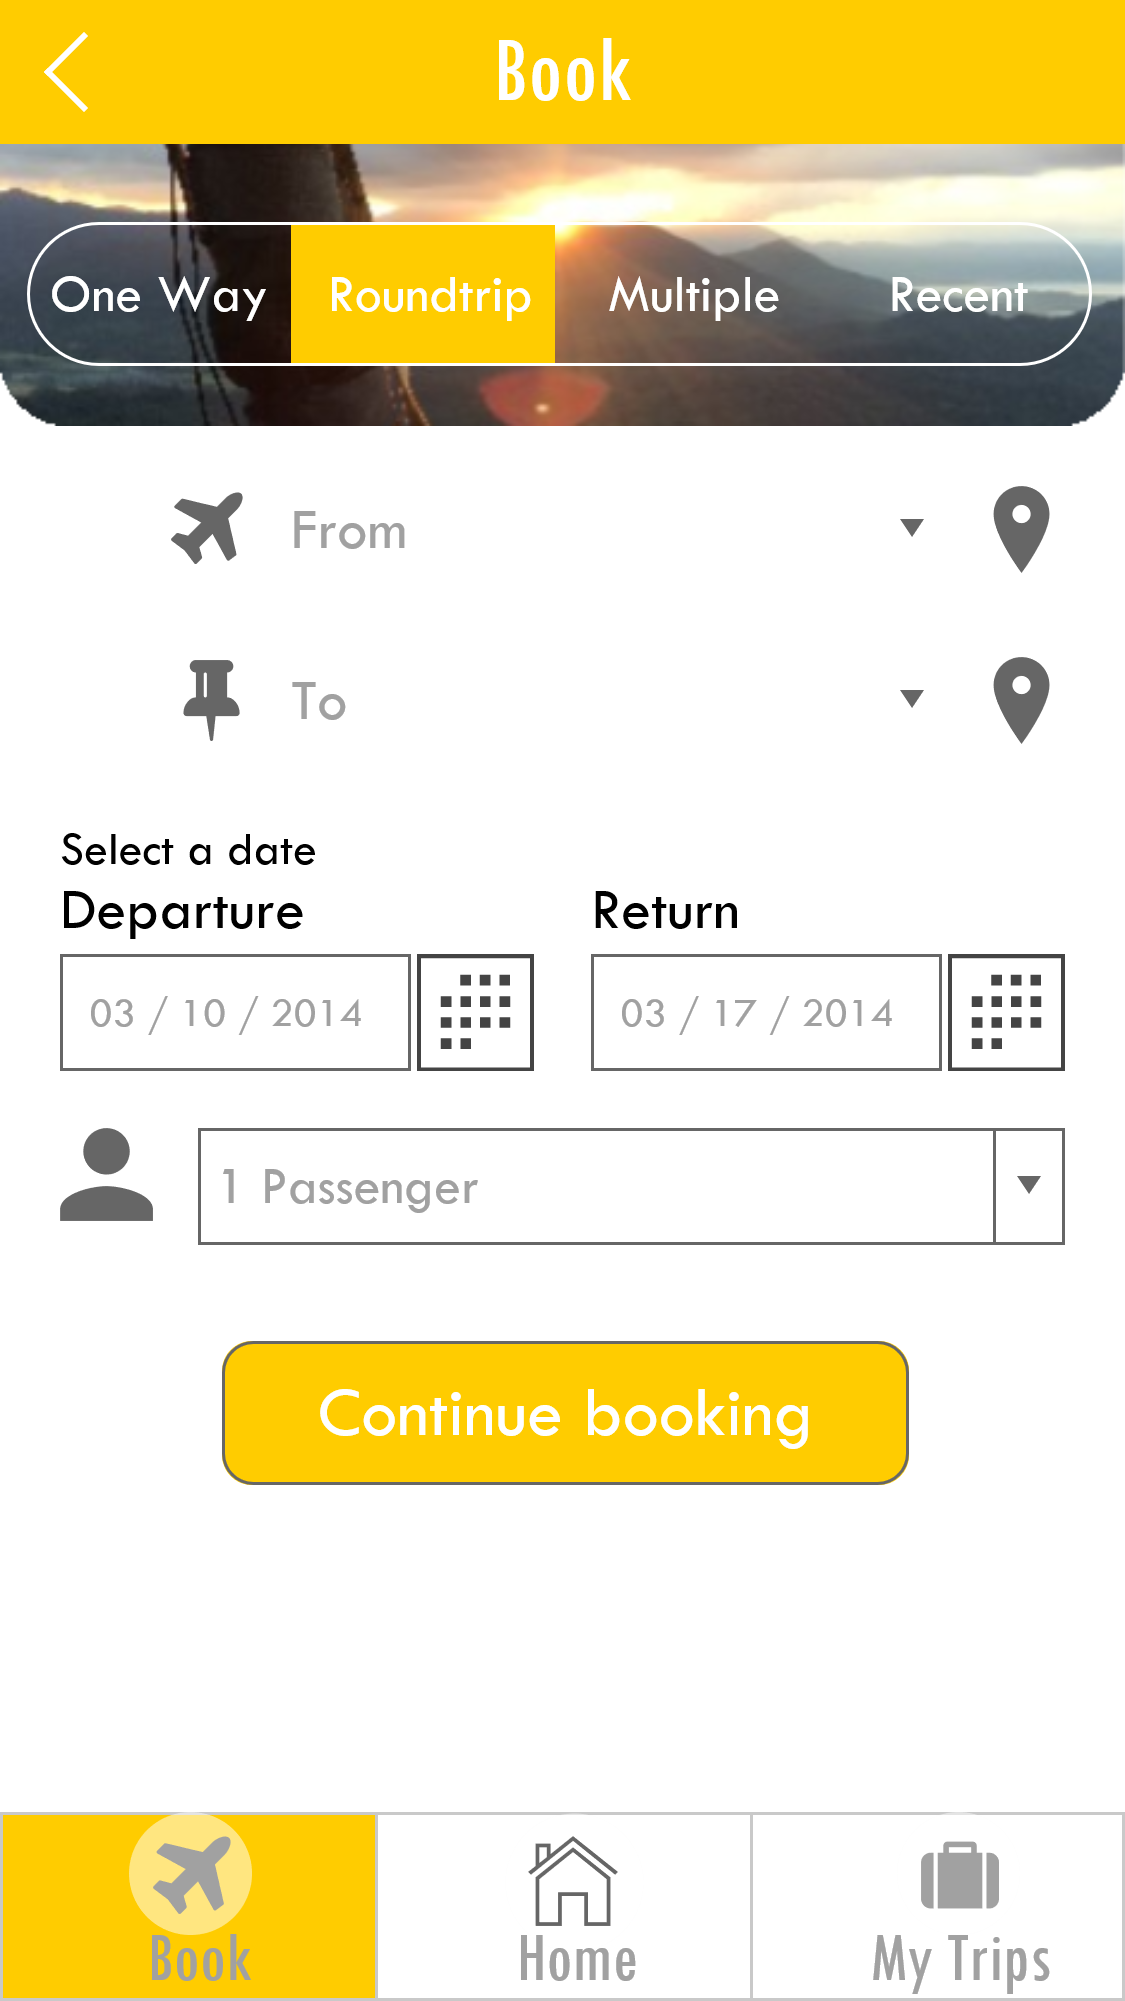 Book
One Way Roundtrip Multiple Recent
From
To
Select a date
Departure Return
03 / 10 / 2014 03 / 17 / 2014
1 Passenger
Continue booking
Book Home My Trips